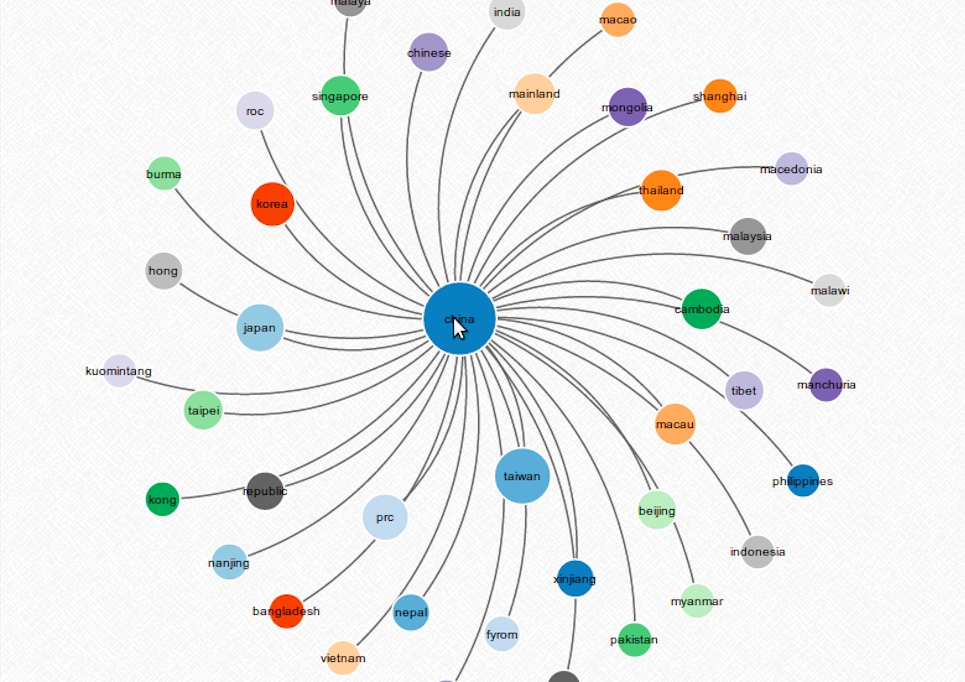 malaya
india
macao
chinese
singapore
mainland
mongolia
shanghai
roc
burma
macedonia
thailand
korea
malaysia
hong
malawi
cambodia
china
japan
kuomintang
manchuria
tibet
taipei
macau
taiwan
philippines
republic
kong
prc
beijing
indonesia
nanjing
xinjiang
myanmar
bangladesh
nepal
fyrom
pakistan
vietnam